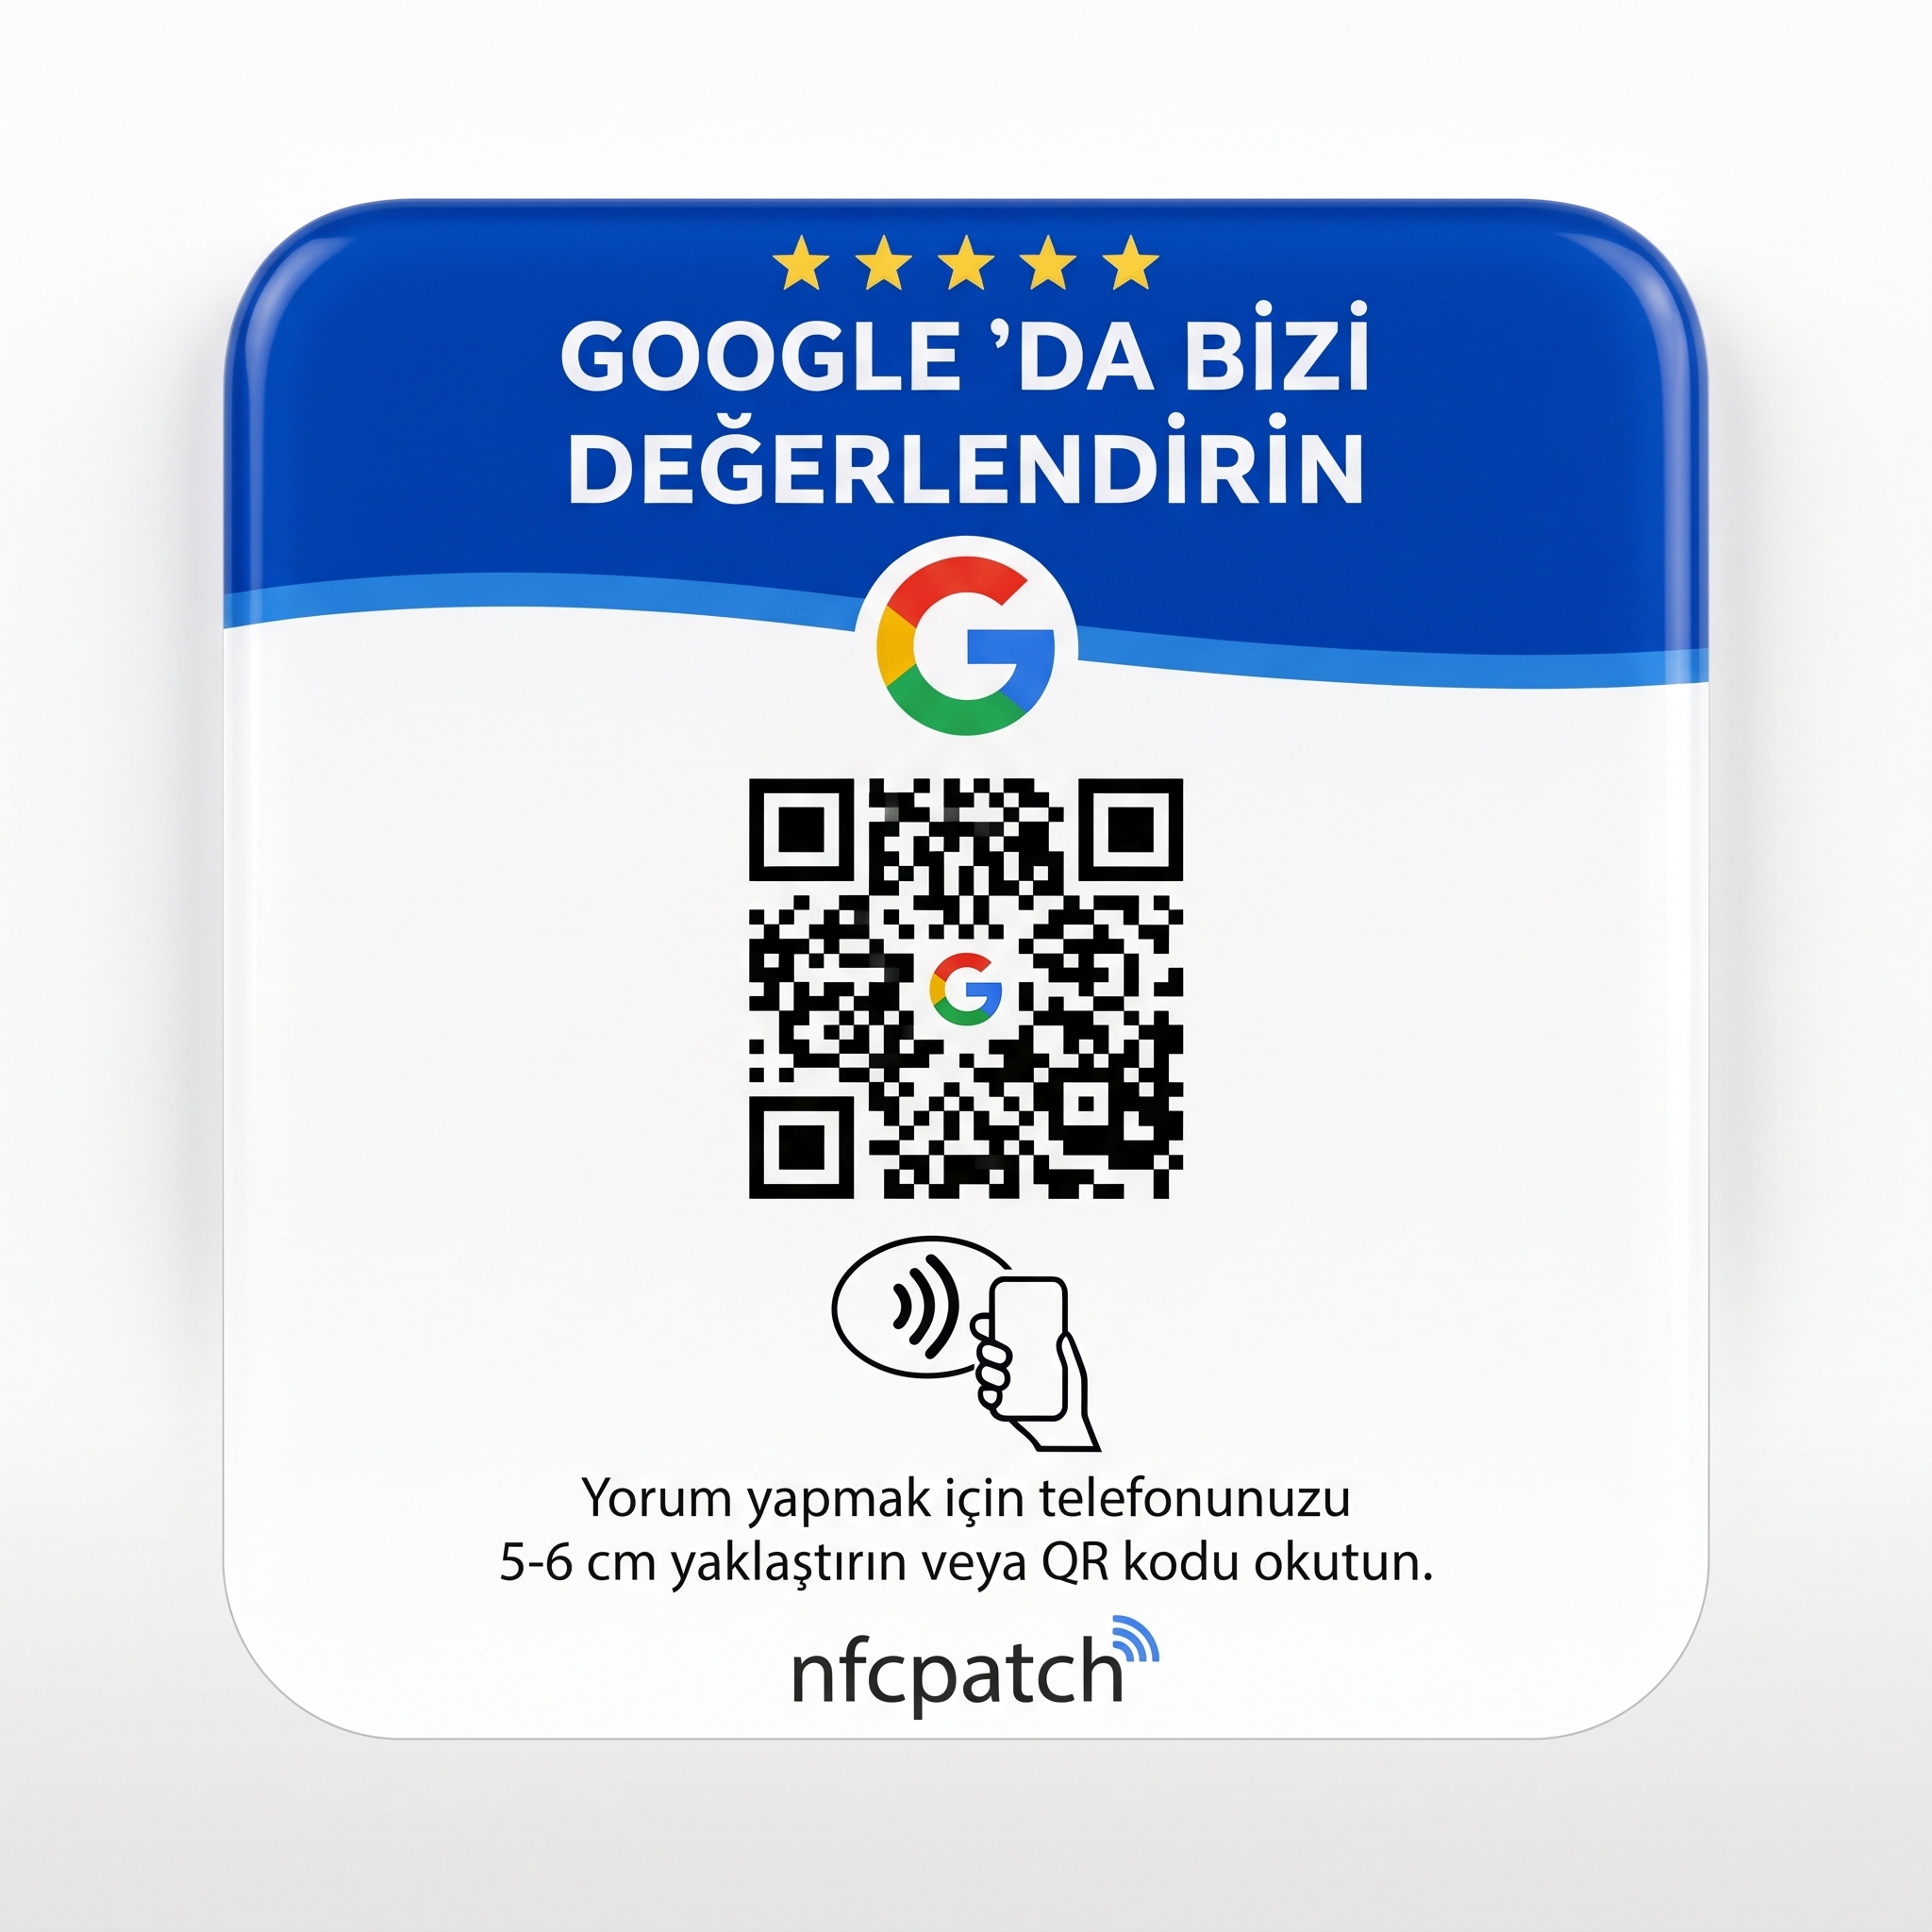 GOOGLE ’DA BİZİ
DEĞERLENDİRİN
Yorum yapmak için telefonunuzu
5-6 cm yaklaştırın veya QR kodu okutun.
nfcpatch